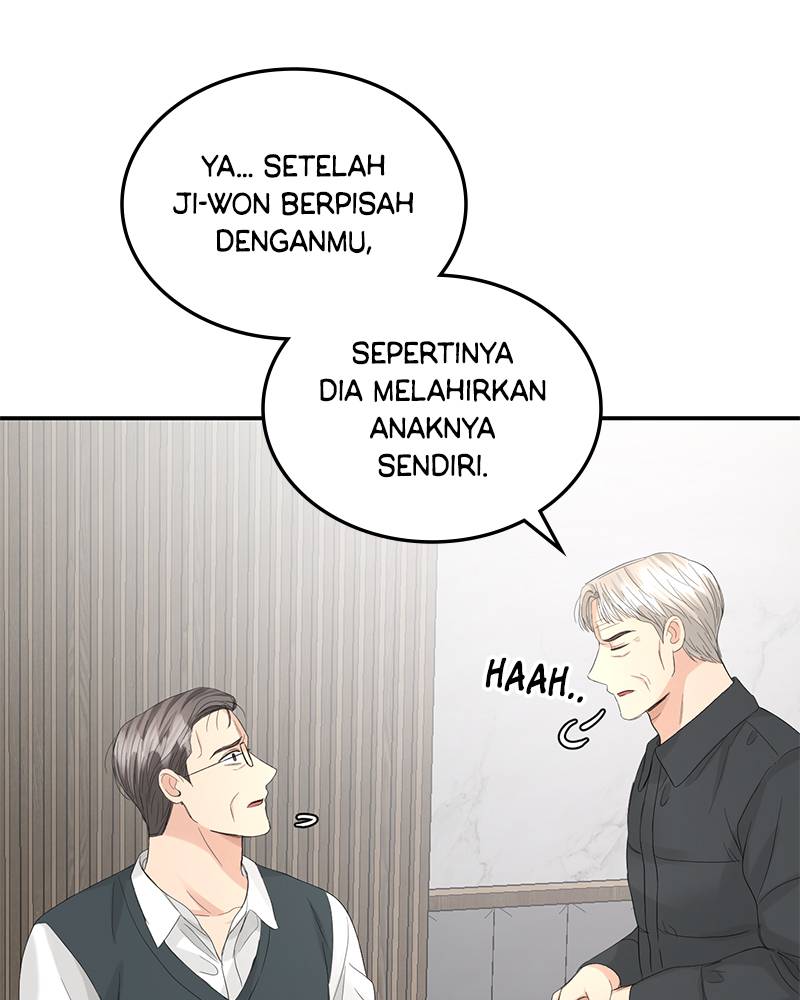 YA... SETELAH
JI-WON BERPISAH
DENGANMU,
SEPERTINYA
DIA MELAHIRKAN
ANAKNYA
SENDIRI.
HAAH..